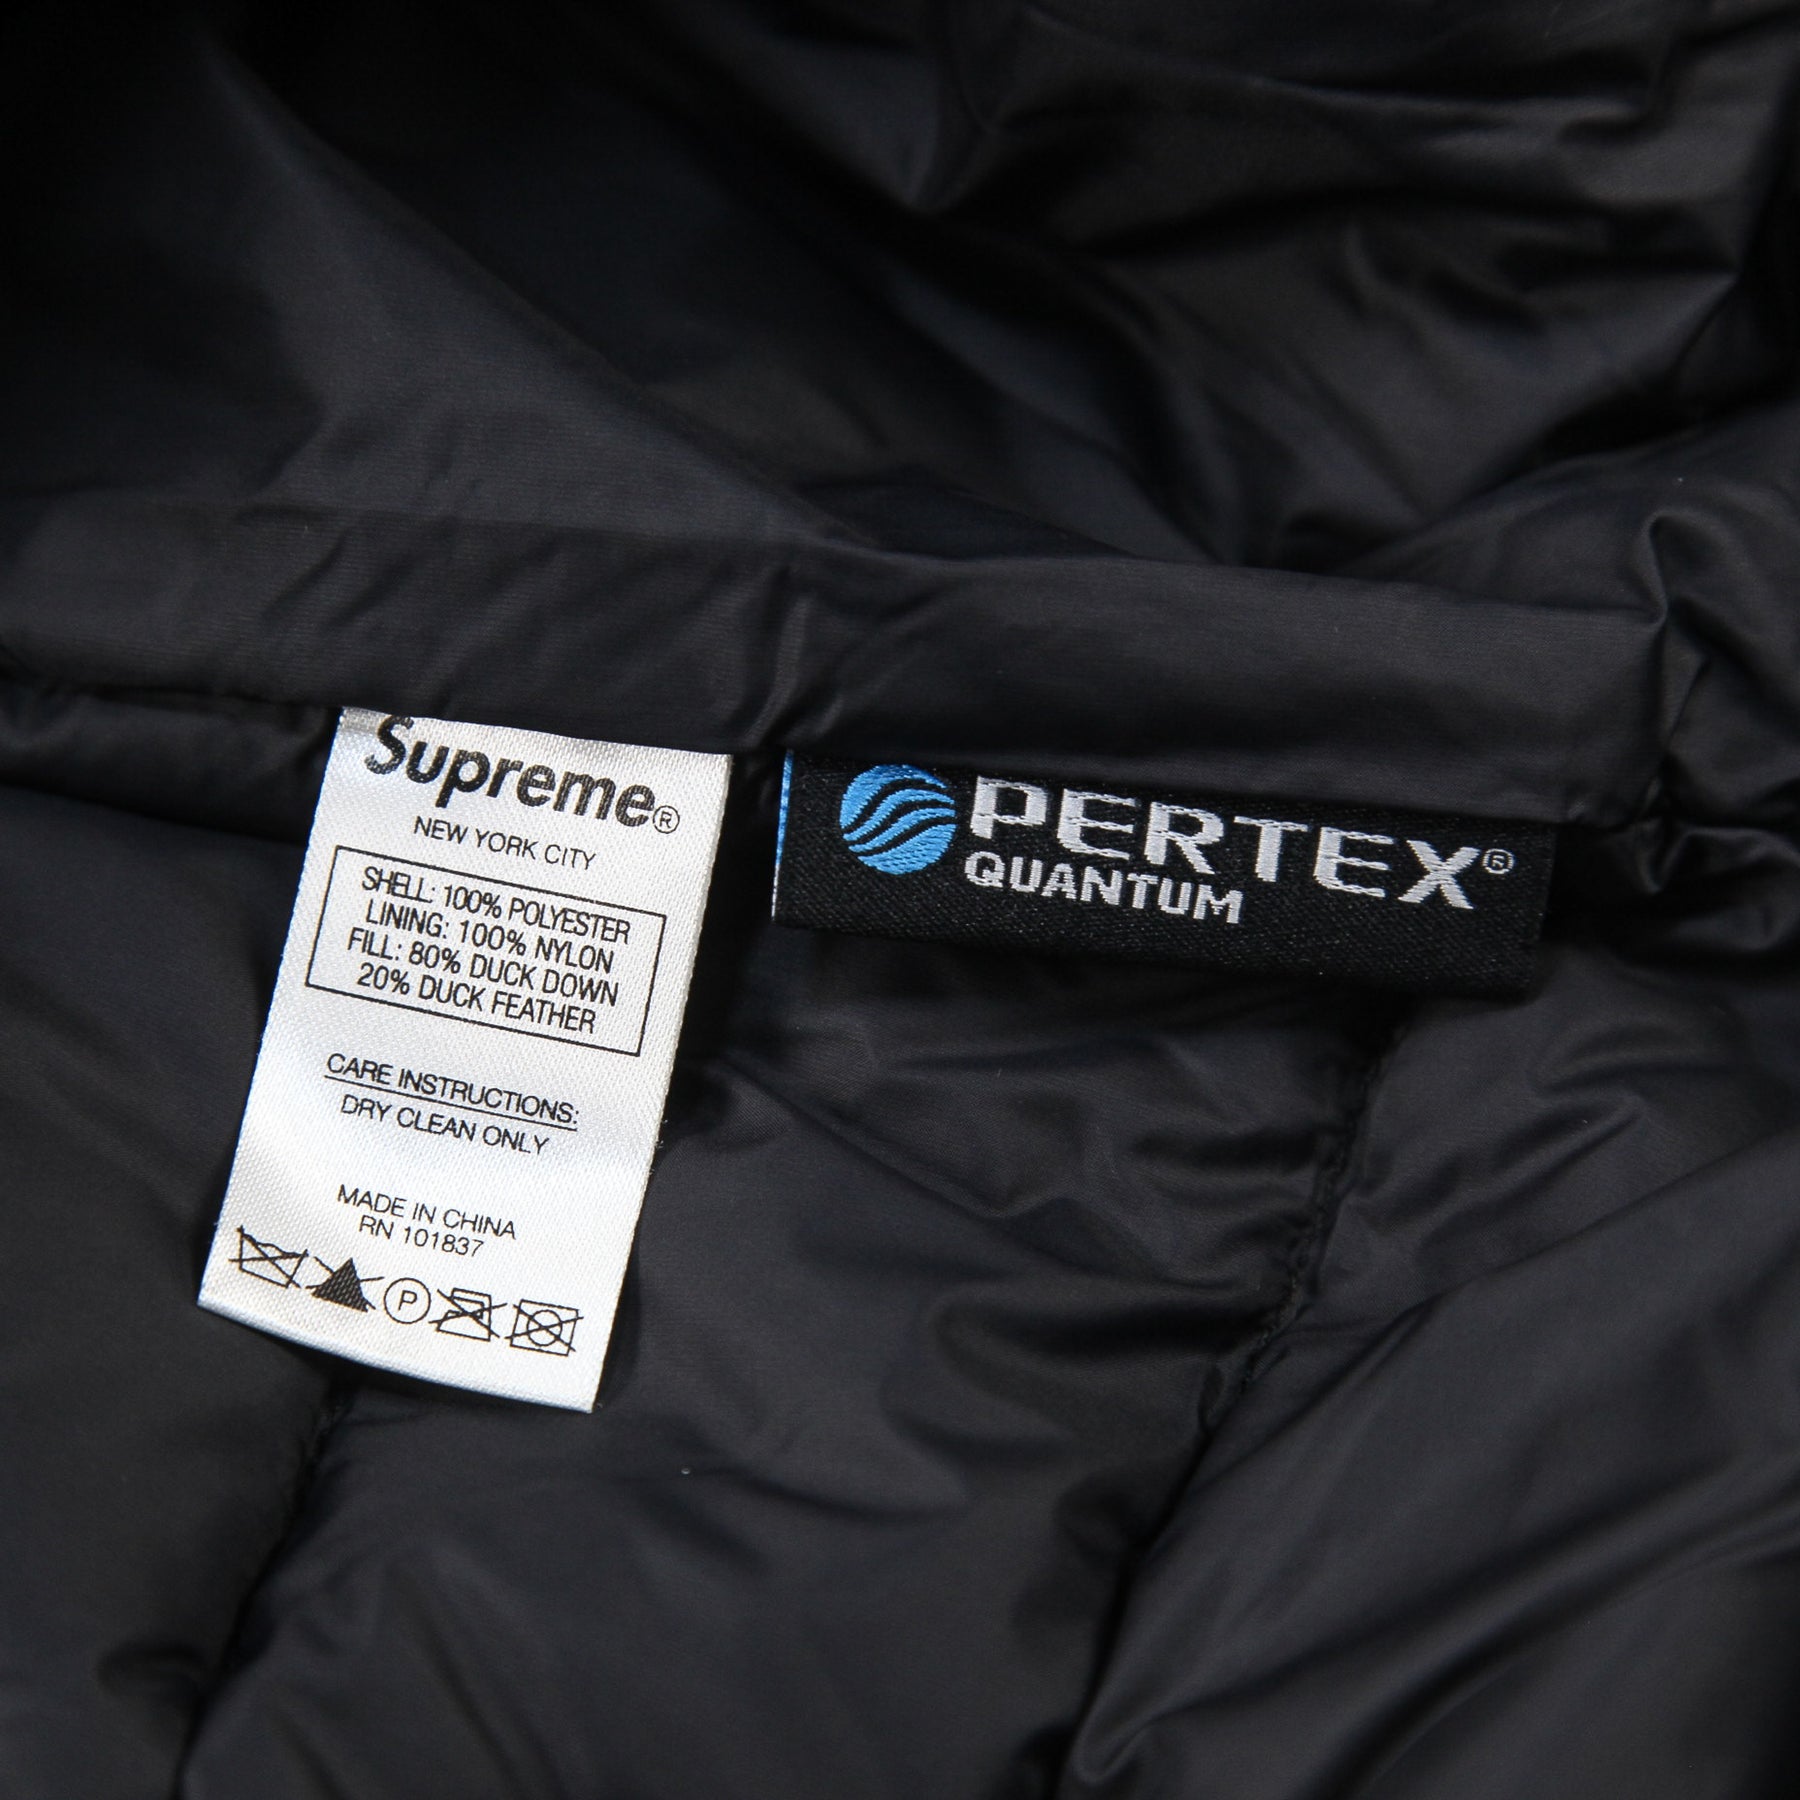 Supreme®
NEW YORK CITY
SHELL: 100% POLYESTER
LINING: 100% NYLON
FILL: 80% DUCK DOWN
20% DUCK FEATHER
CARE INSTRUCTIONS:
DRY CLEAN ONLY
MADE IN CHINA
RN 101837
P
PERTEX®
QUANTUM